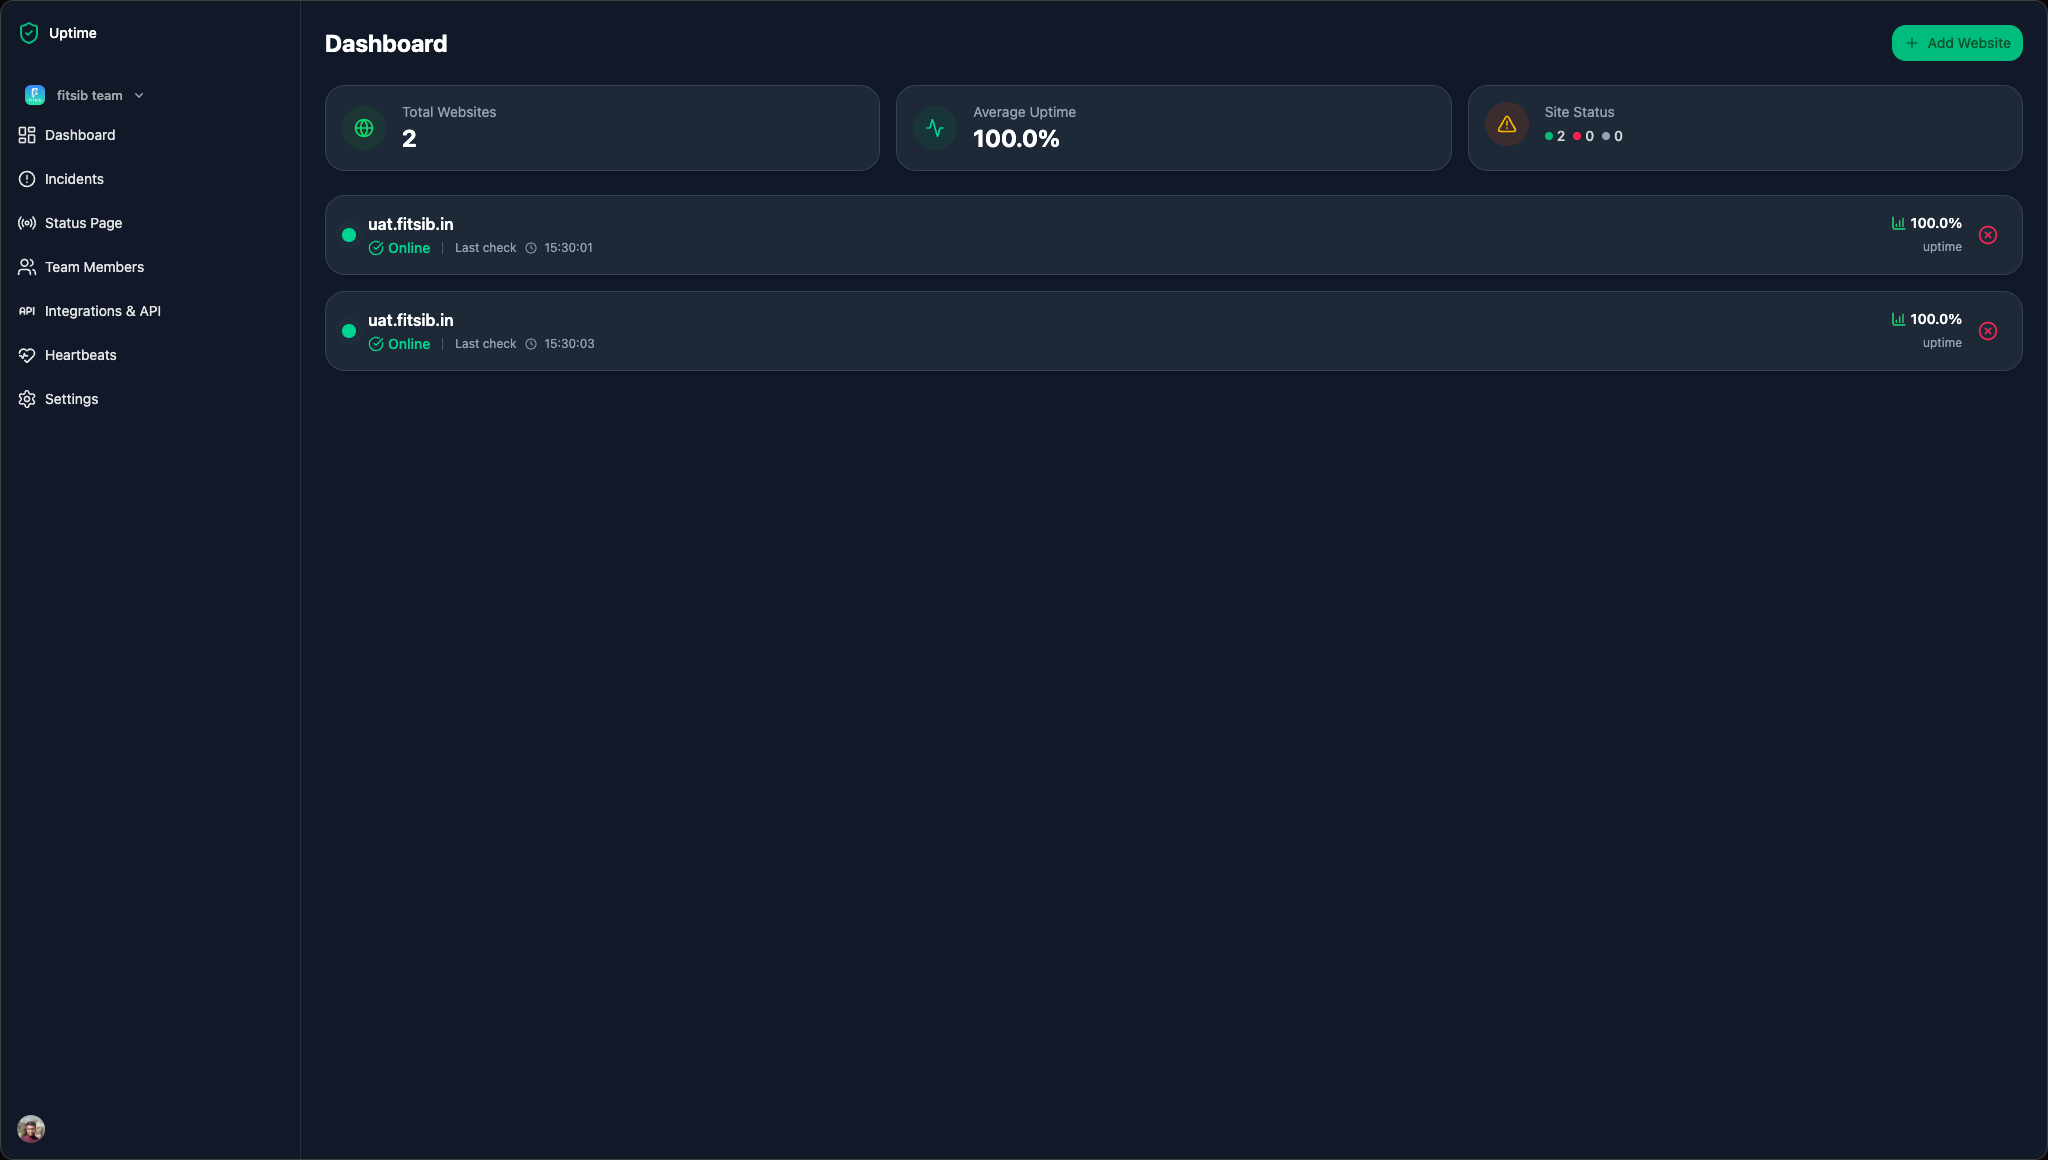 Uptime
fitsib team
Dashboard
Incidents
Status Page
Team Members
API Integrations & API
Heartbeats
Settings
Dashboard
+ Add Website
Total Websites
2
Average Uptime
100.0%
Site Status
2 0 0
uat.fitsib.in
Online | Last check 15:30:01
100.0%
uptime
uat.fitsib.in
Online | Last check 15:30:03
100.0%
uptime